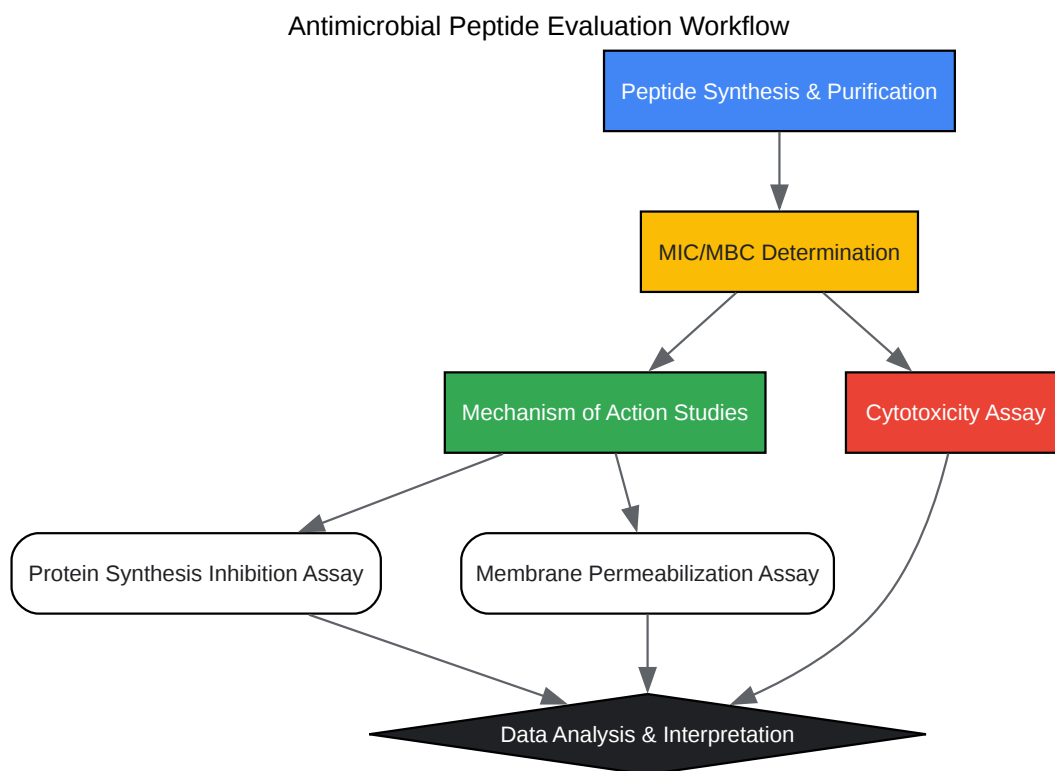 Antimicrobial Peptide Evaluation Workflow
Peptide Synthesis & Purification
MIC/MBC Determination
Mechanism of Action Studies
Cytotoxicity Assay
Protein Synthesis Inhibition Assay
Membrane Permeabilization Assay
Data Analysis & Interpretation